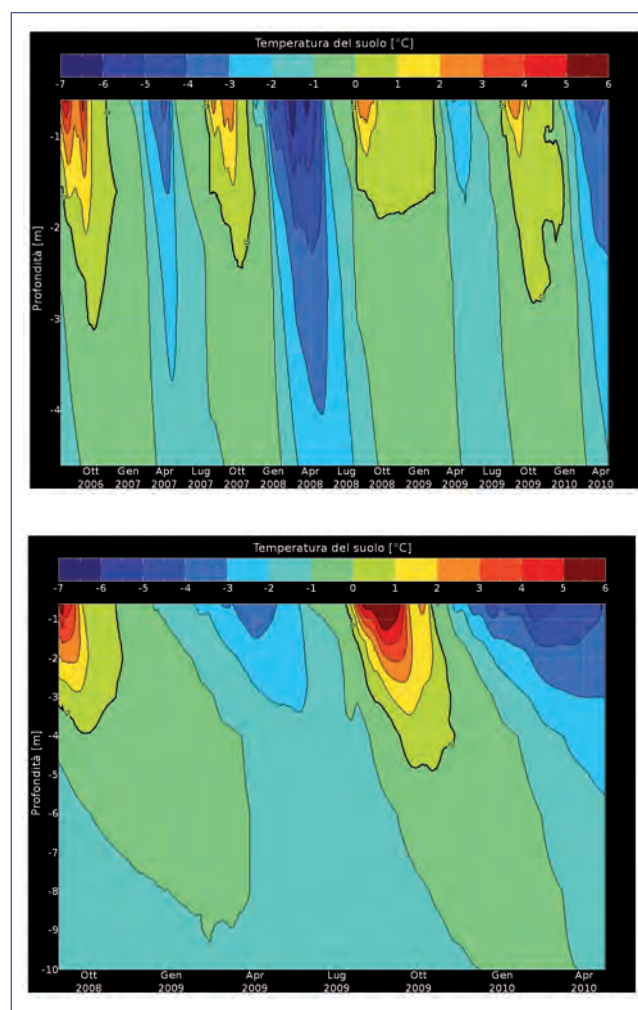 Temperatura del suolo [°C]
-7 -6 -5 -4 -3 -2 -1 0 1 2 3 4 5 6
Profondità [m]
-1
-2
-3
-4
Ott Gen Apr Lug Ott Gen Apr Lug Ott Gen Apr Lug Ott Gen Apr
2006 2007 2007 2007 2007 2008 2008 2008 2008 2009 2009 2009 2009 2010 2010
Temperatura del suolo [°C]
-7 -6 -5 -4 -3 -2 -1 0 1 2 3 4 5 6
Profondità [m]
-1
-2
-3
-4
-5
-6
-7
-8
-9
-10
Ott Gen Apr Lug Ott Gen Apr
2008 2009 2009 2009 2009 2010 2010